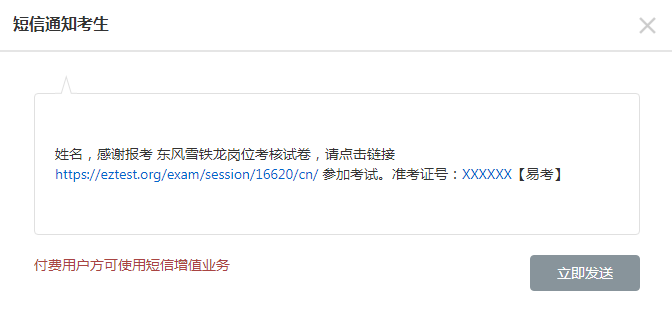 短信通知考生
姓名，感谢报考 东风雪铁龙岗位考核试卷，请点击链接
https://eztest.org/exam/session/16620/cn/ 参加考试。准考证号：XXXXXX【易考】
付费用户方可使用短信增值业务
立即发送